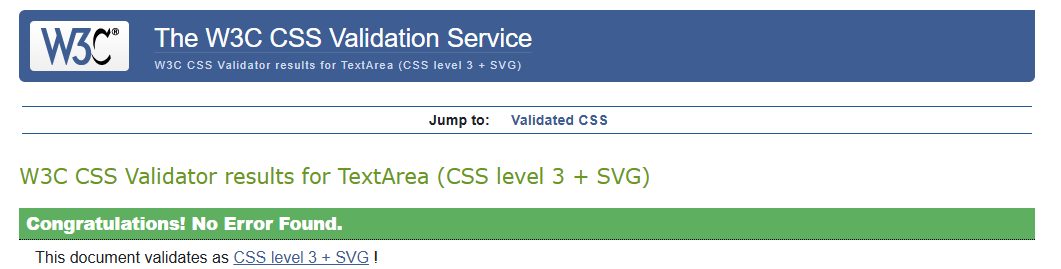 W3C®
The W3C CSS Validation Service
W3C CSS Validator results for TextArea (CSS level 3 + SVG)
Jump to: Validated CSS
W3C CSS Validator results for TextArea (CSS level 3 + SVG)
Congratulations! No Error Found.
This document validates as CSS level 3 + SVG !